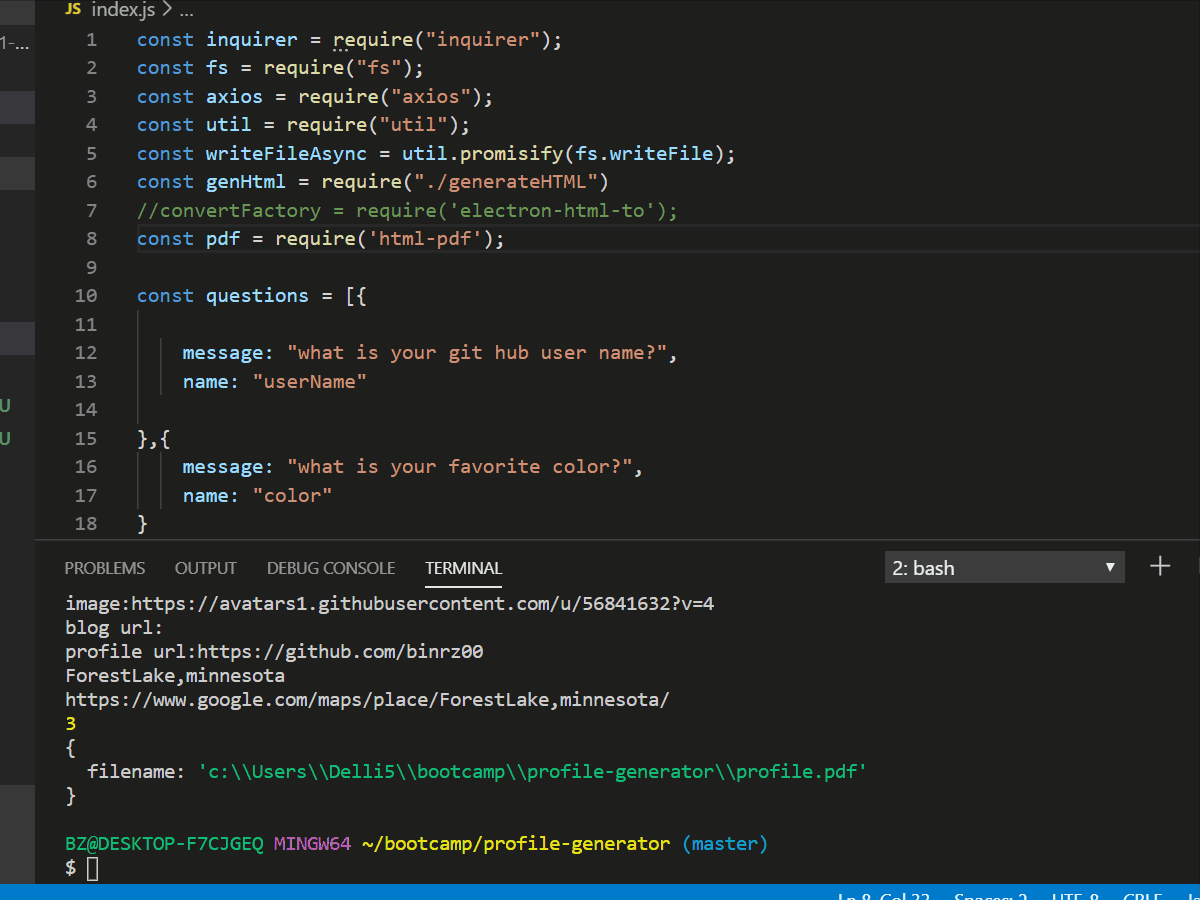 JS index.js > ...
1-...
1 const inquirer = require("inquirer");
2 const fs = require("fs");
3 const axios = require("axios");
4 const util = require("util");
5 const writeFileAsync = util.promisify(fs.writeFile);
6 const genHtml = require("./generateHTML")
7 //convertFactory = require('electron-html-to');
8 const pdf = require('html-pdf');
9
10 const questions = [{
11
12 message: "what is your git hub user name?",
13 name: "userName"
14
15 },{
16 message: "what is your favorite color?",
17 name: "color"
18 }
U
U
PROBLEMS OUTPUT DEBUG CONSOLE TERMINAL 2: bash
image:https://avatars1.githubusercontent.com/u/56841632?v=4
blog url:
profile url:https://github.com/binrz00
ForestLake,minnesota
https://www.google.com/maps/place/ForestLake,minnesota/
3
{
filename: 'c:\\Users\\Delli5\\bootcamp\\profile-generator\\profile.pdf'
}
BZ@DESKTOP-F7CJGEQ MINGW64 ~/bootcamp/profile-generator (master)
$
Ln 8, Col 33 Spaces: 2 UTF-8 CRLF